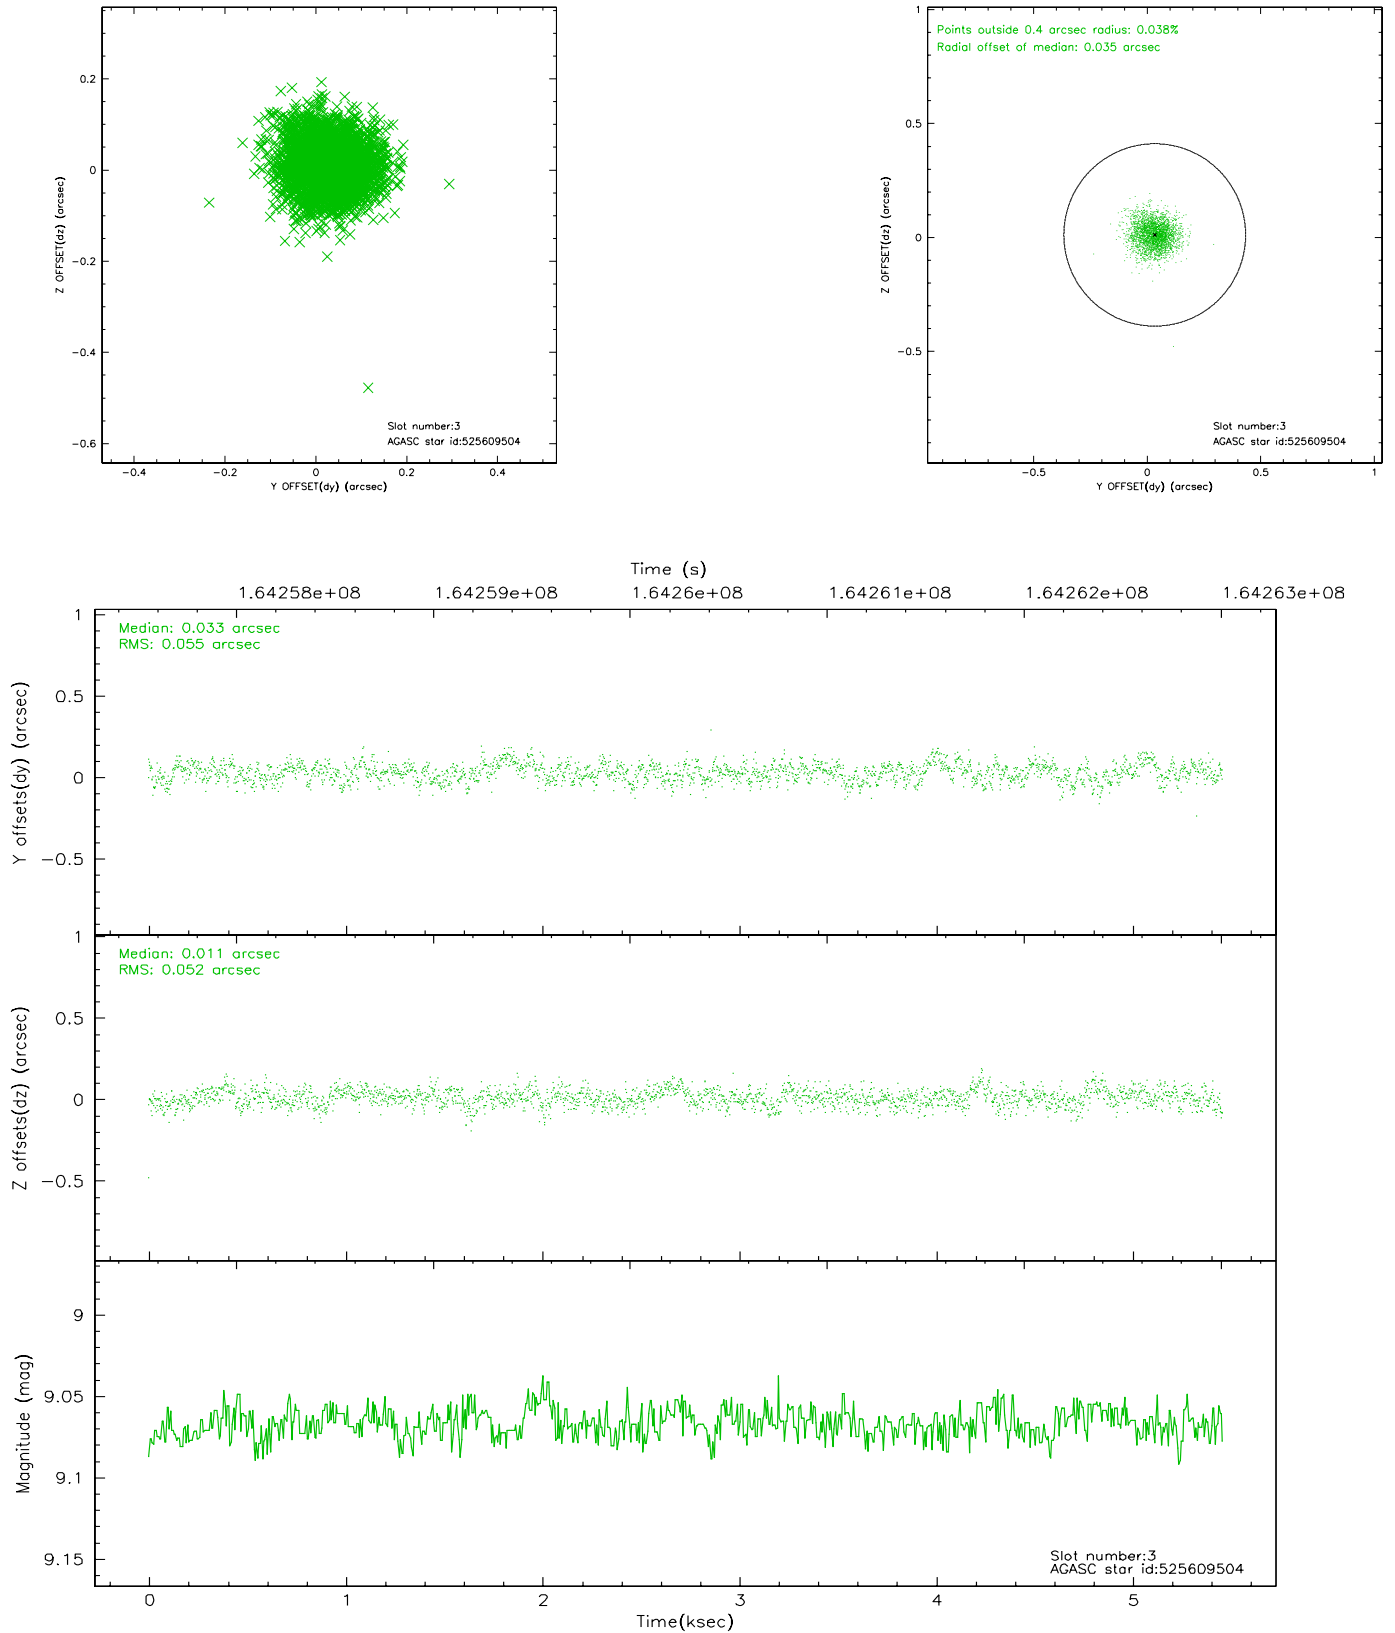 0.2
0
−0.2
−0.4
−0.6
Z OFFSET(dz) (arcsec)
Slot number:3
AGASC star id:525609504
−0.4 −0.2 0 0.2 0.4
Y OFFSET(dy) (arcsec)
Points outside 0.4 arcsec radius: 0.038%
Radial offset of median: 0.035 arcsec
1
0.5
0
−0.5
Z OFFSET(dz) (arcsec)
Slot number:3
AGASC star id:525609504
−0.5 0 0.5 1
Y OFFSET(dy) (arcsec)
Time (s)
1.64258e+08 1.64259e+08 1.6426e+08 1.64261e+08 1.64262e+08 1.64263e+08
Median: 0.033 arcsec
RMS: 0.055 arcsec
1
0.5
0
−0.5
Y offsets(dy) (arcsec)
Median: 0.011 arcsec
RMS: 0.052 arcsec
1
0.5
0
−0.5
Z offsets(dz) (arcsec)
9
9.05
9.1
9.15
Magnitude (mag)
Slot number:3
AGASC star id:525609504
0 1 2 3 4 5
Time(ksec)